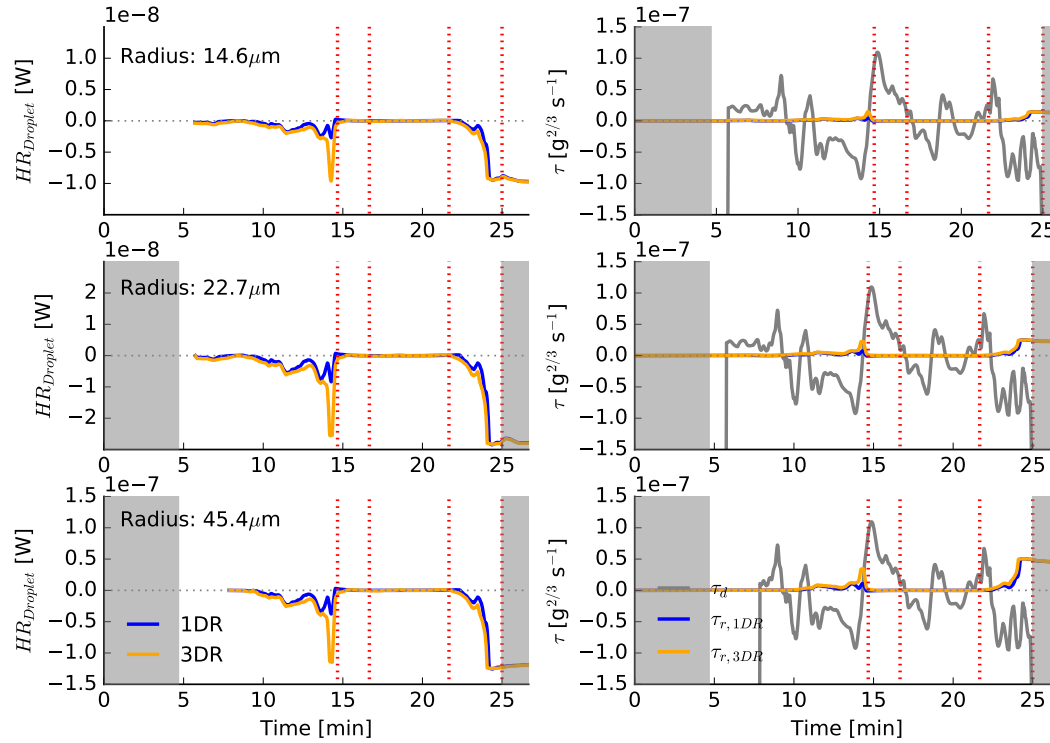 1e−8
1e−7
Radius: 14.6μm
HR_Droplet [W]
1.0
0.5
0.0
−0.5
−1.0
0 5 10 15 20 25
τ [g^2/3 s^−1]
1.0
0.5
0.0
−0.5
−1.0
−1.5
0 5 10 15 20 25
1e−8
1e−7
Radius: 22.7μm
HR_Droplet [W]
2
1
0
−1
−2
0 5 10 15 20 25
τ [g^2/3 s^−1]
1.0
0.5
0.0
−0.5
−1.0
−1.5
0 5 10 15 20 25
1e−7
1e−7
Radius: 45.4μm
HR_Droplet [W]
1.0
0.5
0.0
−0.5
−1.0
−1.5
1DR
3DR
0 5 10 15 20 25
Time [min]
τ [g^2/3 s^−1]
1.0
0.5
0.0
−0.5
−1.0
−1.5
τ_d
τ_r,1DR
τ_r,3DR
0 5 10 15 20 25
Time [min]